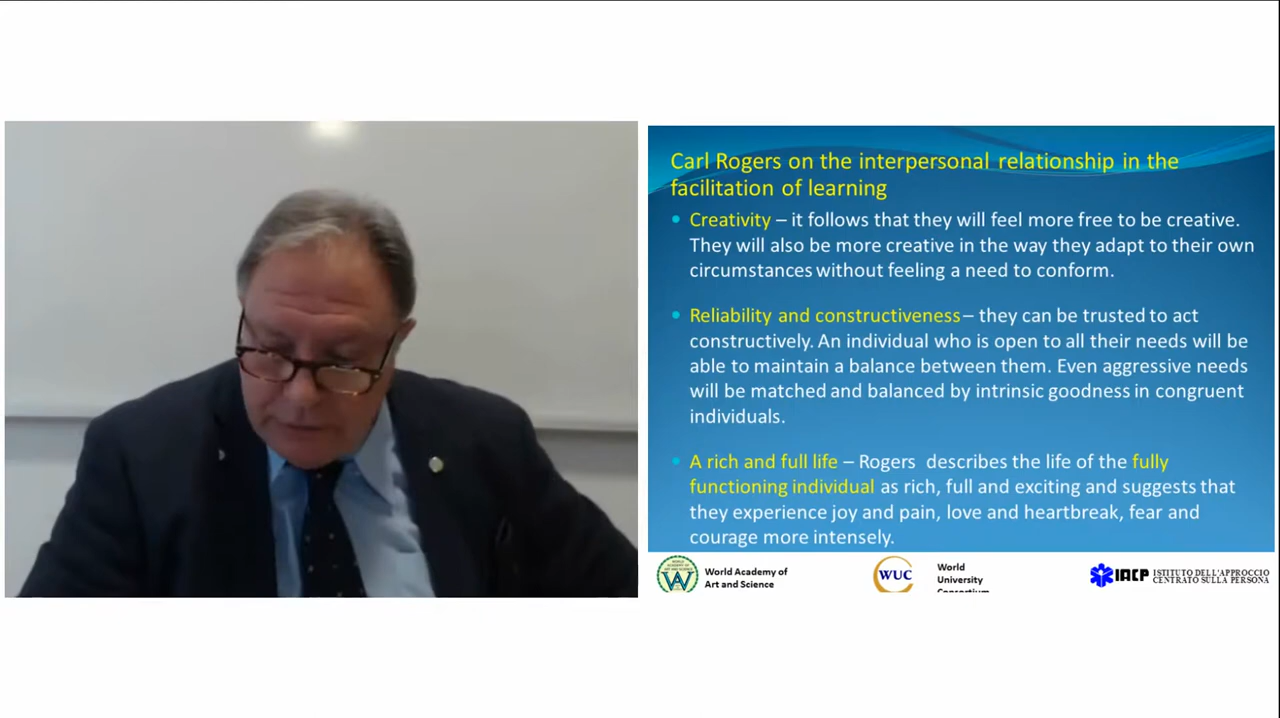 Carl Rogers on the interpersonal relationship in the
facilitation of learning
• Creativity – it follows that they will feel more free to be creative.
They will also be more creative in the way they adapt to their own
circumstances without feeling a need to conform.
• Reliability and constructiveness – they can be trusted to act
constructively. An individual who is open to all their needs will be
able to maintain a balance between them. Even aggressive needs
will be matched and balanced by intrinsic goodness in congruent
individuals.
• A rich and full life – Rogers describes the life of the fully
functioning individual as rich, full and exciting and suggests that
they experience joy and pain, love and heartbreak, fear and
courage more intensely.
World Academy of
Art and Science
WUC
World
University
Consortium
IACP
ISTITUTO DELL'APPROCCIO
CENTRATO SULLA PERSONA